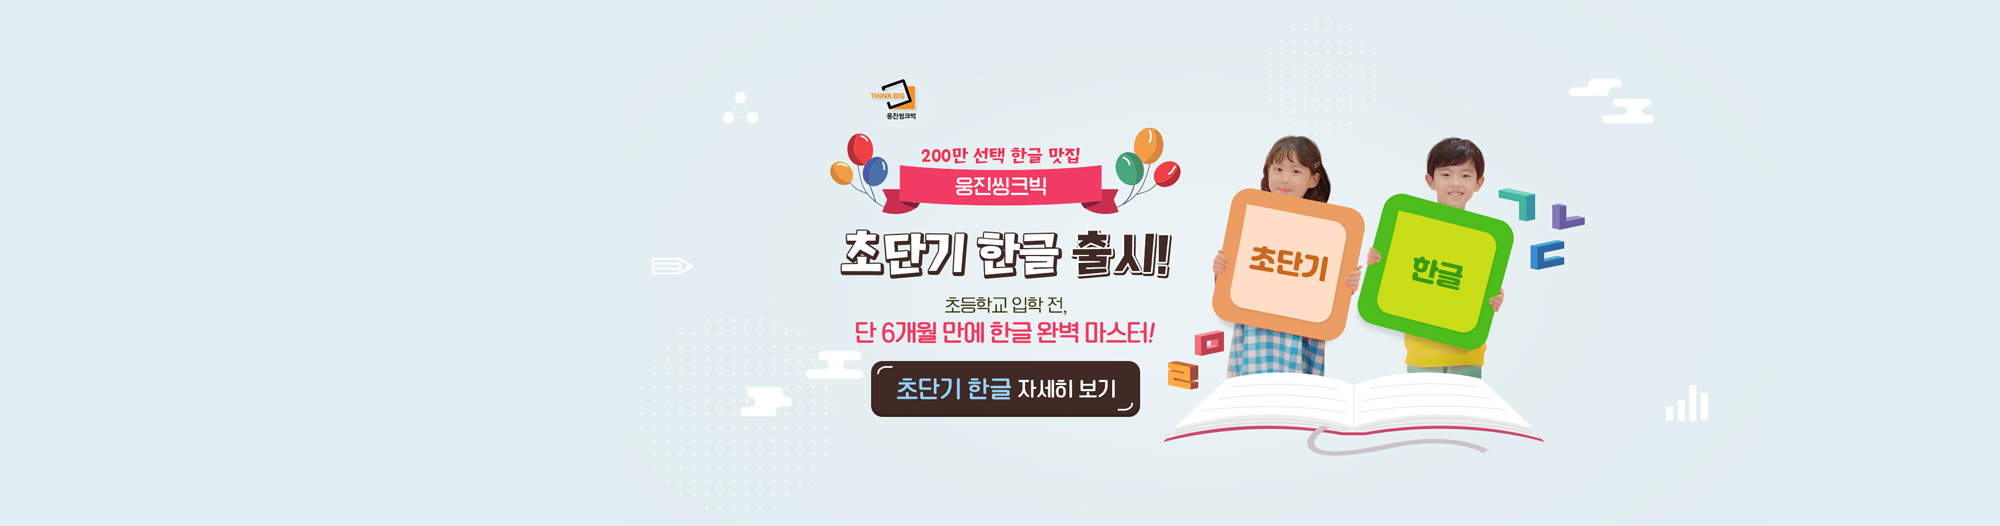 THINK BIG
웅진씽크빅
200만 선택 한글 맛집
웅진씽크빅
초단기 한글 출시!
초등학교 입학 전,
단 6개월 만에 한글 완벽 마스터!
초단기 한글 자세히 보기
초단기
한글
ㄱ
ㄴ
ㄷ
ㅁ
ㄹ